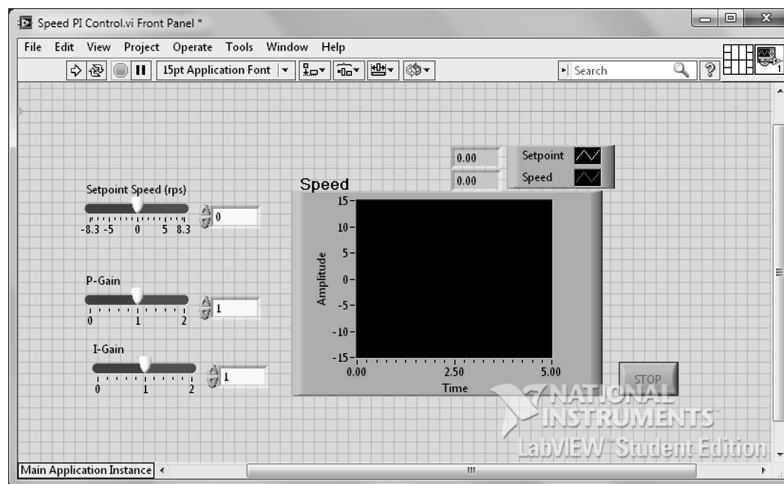 Speed PI Control.vi Front Panel *
File Edit View Project Operate Tools Window Help
15pt Application Font
Search
?
1
0.00 Setpoint
0.00 Speed
Speed
Setpoint Speed (rps)
-8.3 -5 0 5 8.3
0
P-Gain
0 1 2
1
I-Gain
0 1 2
1
Amplitude
15
10
5
0
-5
-10
-15
0.00 2.50 5.00
Time
STOP
NATIONAL
INSTRUMENTS™
LabVIEW™ Student Edition
Main Application Instance